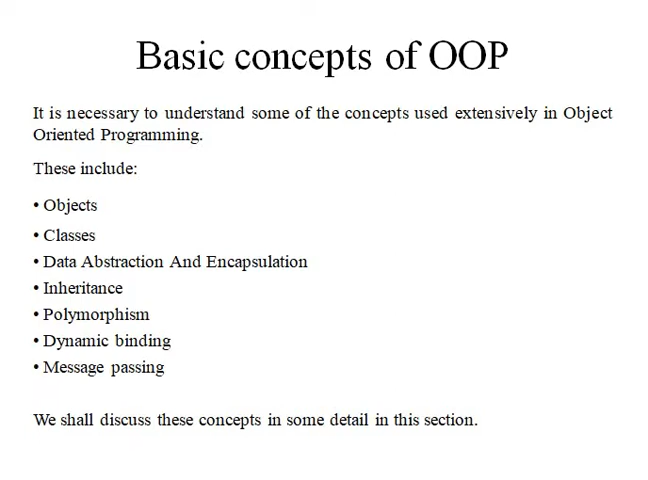 Basic concepts of OOP
It is necessary to understand some of the concepts used extensively in Object
Oriented Programming.
These include:
• Objects
• Classes
• Data Abstraction And Encapsulation
• Inheritance
• Polymorphism
• Dynamic binding
• Message passing
We shall discuss these concepts in some detail in this section.